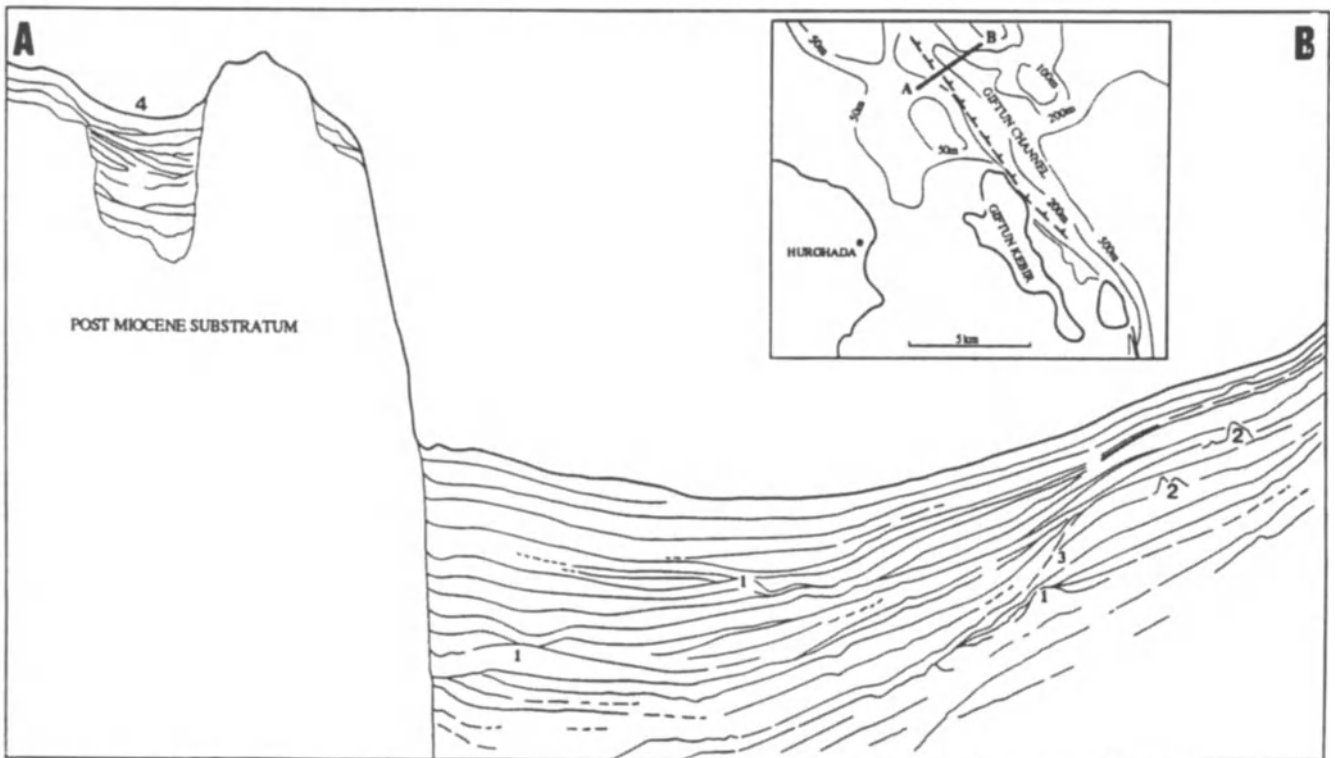 A
B
4
POST MIOCENE SUBSTRATUM
50m
B
A
100m
200m
50m
50m
GIFTUN CHANNEL
HURGHADA
GIFTUN KEBIR
200m
500m
5 km
2
2
3
1
1
1